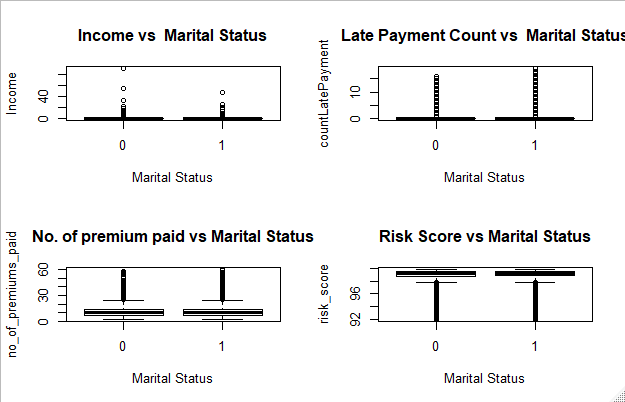 Income vs  Marital Status
Income
0
40
0
1
Marital Status
Late Payment Count vs  Marital Status
countLatePayment
0
10
0
1
Marital Status
No. of premium paid vs Marital Status
no_of_premiums_paid
0
30
60
0
1
Marital Status
Risk Score vs Marital Status
risk_score
92
96
0
1
Marital Status